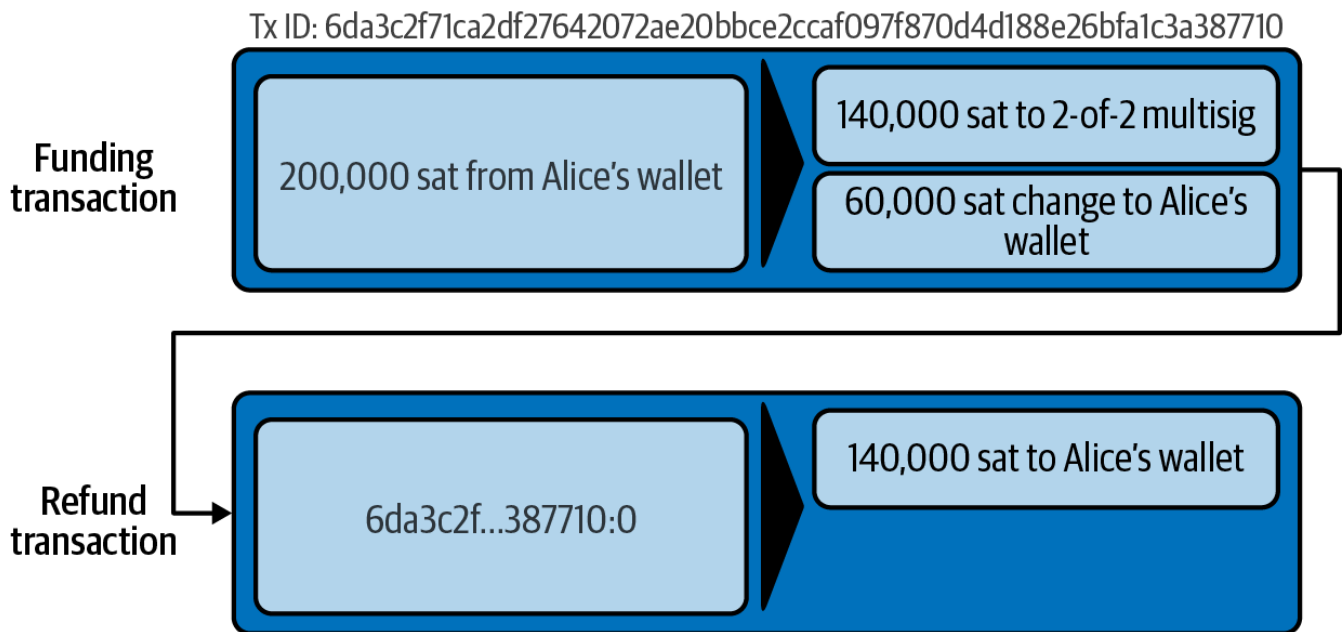 Tx ID: 6da3c2f71ca2df27642072ae20bbce2ccaf097f870d4d188e26bfa1c3a387710
Funding
transaction
200,000 sat from Alice’s wallet
140,000 sat to 2-of-2 multisig
60,000 sat change to Alice’s
wallet
Refund
transaction
6da3c2f...387710:0
140,000 sat to Alice’s wallet